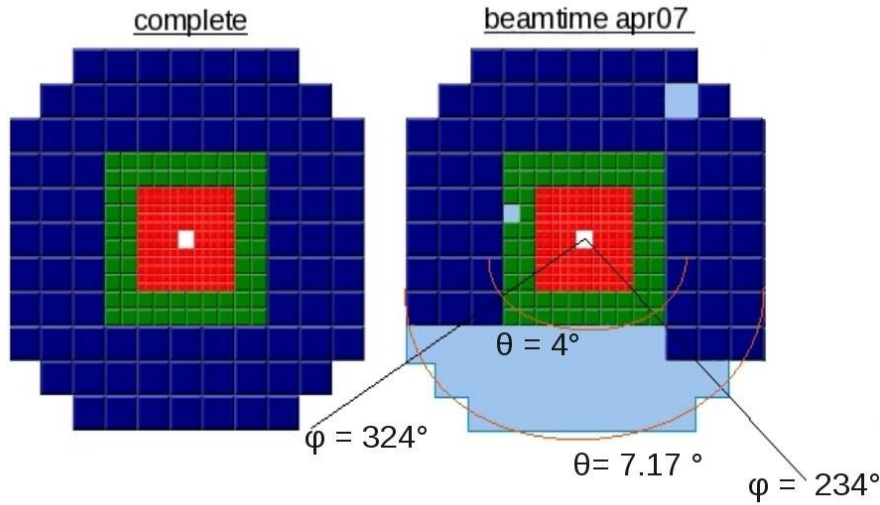 complete
beamtime apr07
θ = 4°
φ = 324°
θ= 7.17 °
φ = 234°